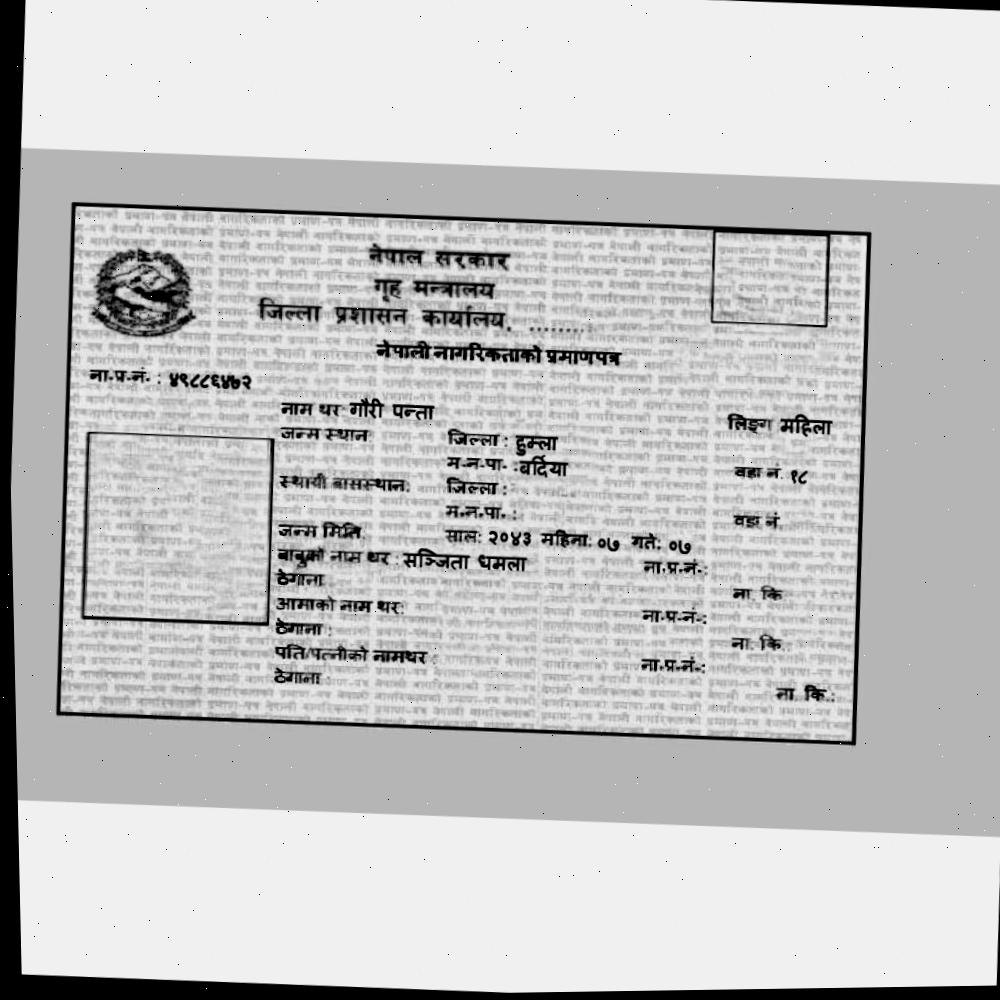 नेपाल सरकार
गृह मन्त्रालय
जिल्ला प्रशासन कार्यालय, .........
नेपाली नागरिकताको प्रमाणपत्र
ना.प्र.नं. : ४९८८६४७२
नाम थर गौरी पन्ता लिङ्ग महिला
जन्म स्थान जिल्ला : हुम्ला
म.न.पा. : बर्दिया वडा नं. १८
स्थायी बासस्थान: जिल्ला :
म.न.पा. : वडा नं.
जन्म मिति साल: २०४३ महिना: ०७ गते: ०७
बाबुको नाम थर : सञ्जिता धमला ना.प्र.नं.:
ठेगाना ना. कि
आमाको नाम थर: ना.प्र.नं.:
ठेगाना : ना. कि.
पति/पत्नीको नामथर : ना.प्र.नं.:
ठेगाना : ना. कि.: